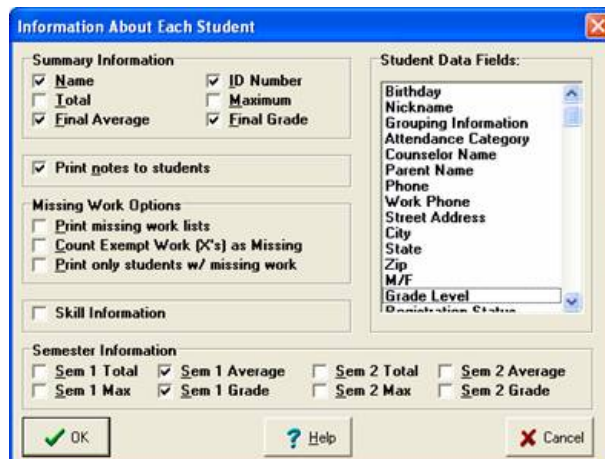 Information About Each Student
Summary Information
Name
ID Number
Total
Maximum
Final Average
Final Grade
Print notes to students
Missing Work Options
Print missing work lists
Count Exempt Work (X's) as Missing
Print only students w/ missing work
Skill Information
Student Data Fields:
Birthday
Nickname
Grouping Information
Attendance Category
Counselor Name
Parent Name
Phone
Work Phone
Street Address
City
State
Zip
M/F
Grade Level
Registration Status
Semester Information
Sem 1 Total
Sem 1 Average
Sem 2 Total
Sem 2 Average
Sem 1 Max
Sem 1 Grade
Sem 2 Max
Sem 2 Grade
OK
Help
Cancel